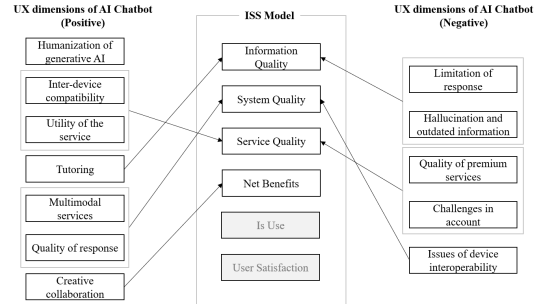 UX dimensions of AI Chatbot
(Positive)
Humanization of
generative AI
Inter-device
compatibility
Utility of the
service
Tutoring
Multimodal
services
Quality of response
Creative
collaboration
ISS Model
Information
Quality
System Quality
Service Quality
Net Benefits
Is Use
User Satisfaction
UX dimensions of AI Chatbot
(Negative)
Limitation of
response
Hallucination and
outdated information
Quality of premium
services
Challenges in
account
Issues of device
interoperability